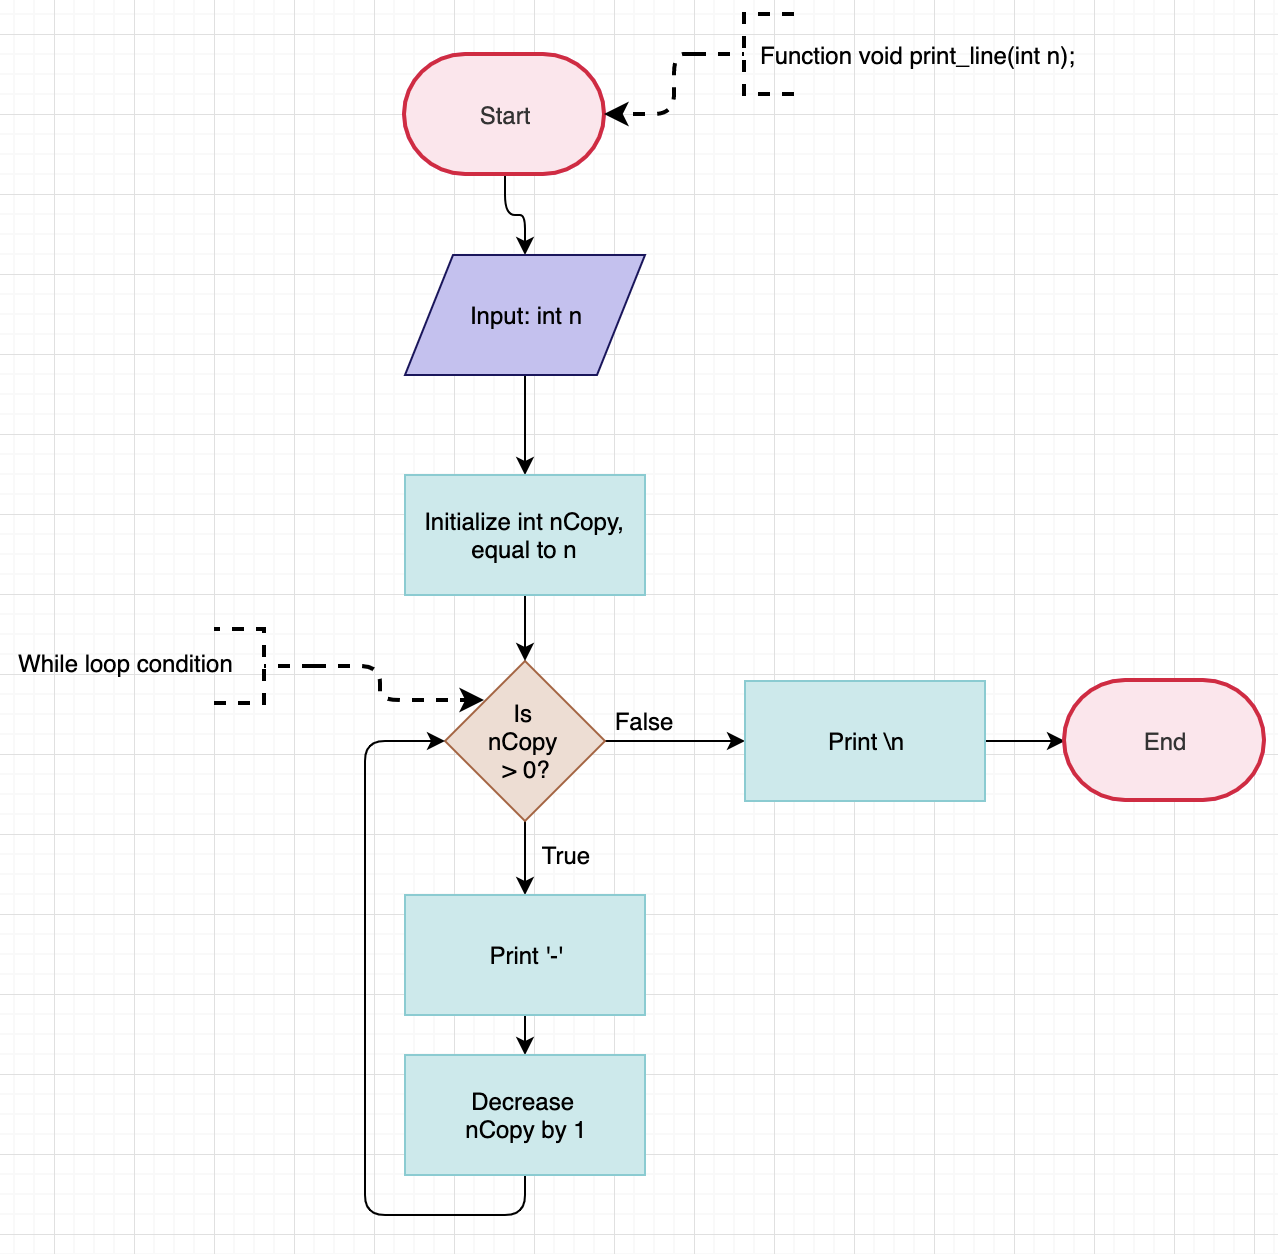 Function void print_line(int n);
Start
Input: int n
Initialize int nCopy,
equal to n
While loop condition
Is
nCopy
> 0?
False
Print \n
End
True
Print '-'
Decrease
nCopy by 1